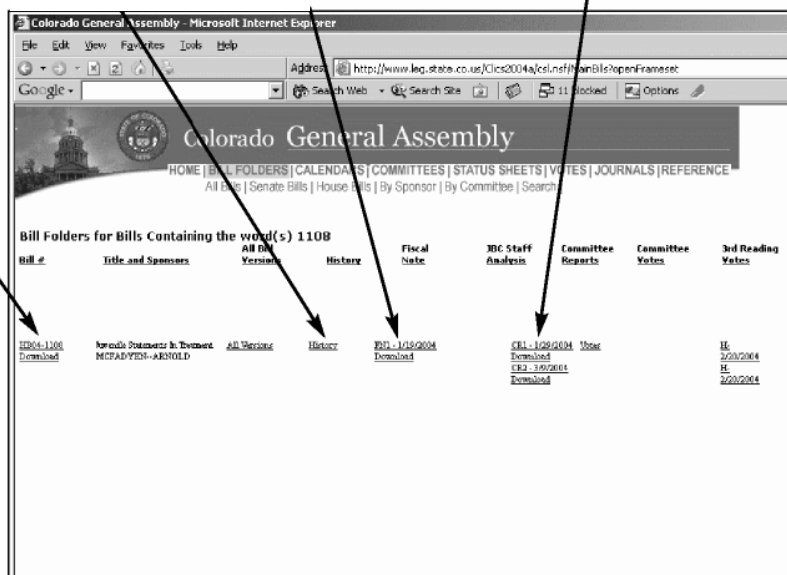 Colorado General Assembly - Microsoft Internet Explorer
File Edit View Favorites Tools Help
Address http://www.leg.state.co.us/Clics2004a/csl.nsf/MainBills?openFrameset
Google Search Web Search Site 11 blocked Options
Colorado General Assembly
HOME | BILL FOLDERS | CALENDARS | COMMITTEES | STATUS SHEETS | VOTES | JOURNALS | REFERENCE
All Bills | Senate Bills | House Bills | By Sponsor | By Committee | Search
Bill Folders for Bills Containing the word(s) 1108
Bill # Title and Sponsors All Bill Versions History Fiscal Note JBC Staff Analysis Committee Reports Committee Votes 3rd Reading Votes
HB04-1108 Juvenile Statements In Treatment All Versions History FN1 - 1/19/2004 CR1 - 1/29/2004 Votes H-
Download MCFADYEN--ARNOLD Download Download 2/20/2004
CR2 - 3/9/2004 H-
Download 2/20/2004